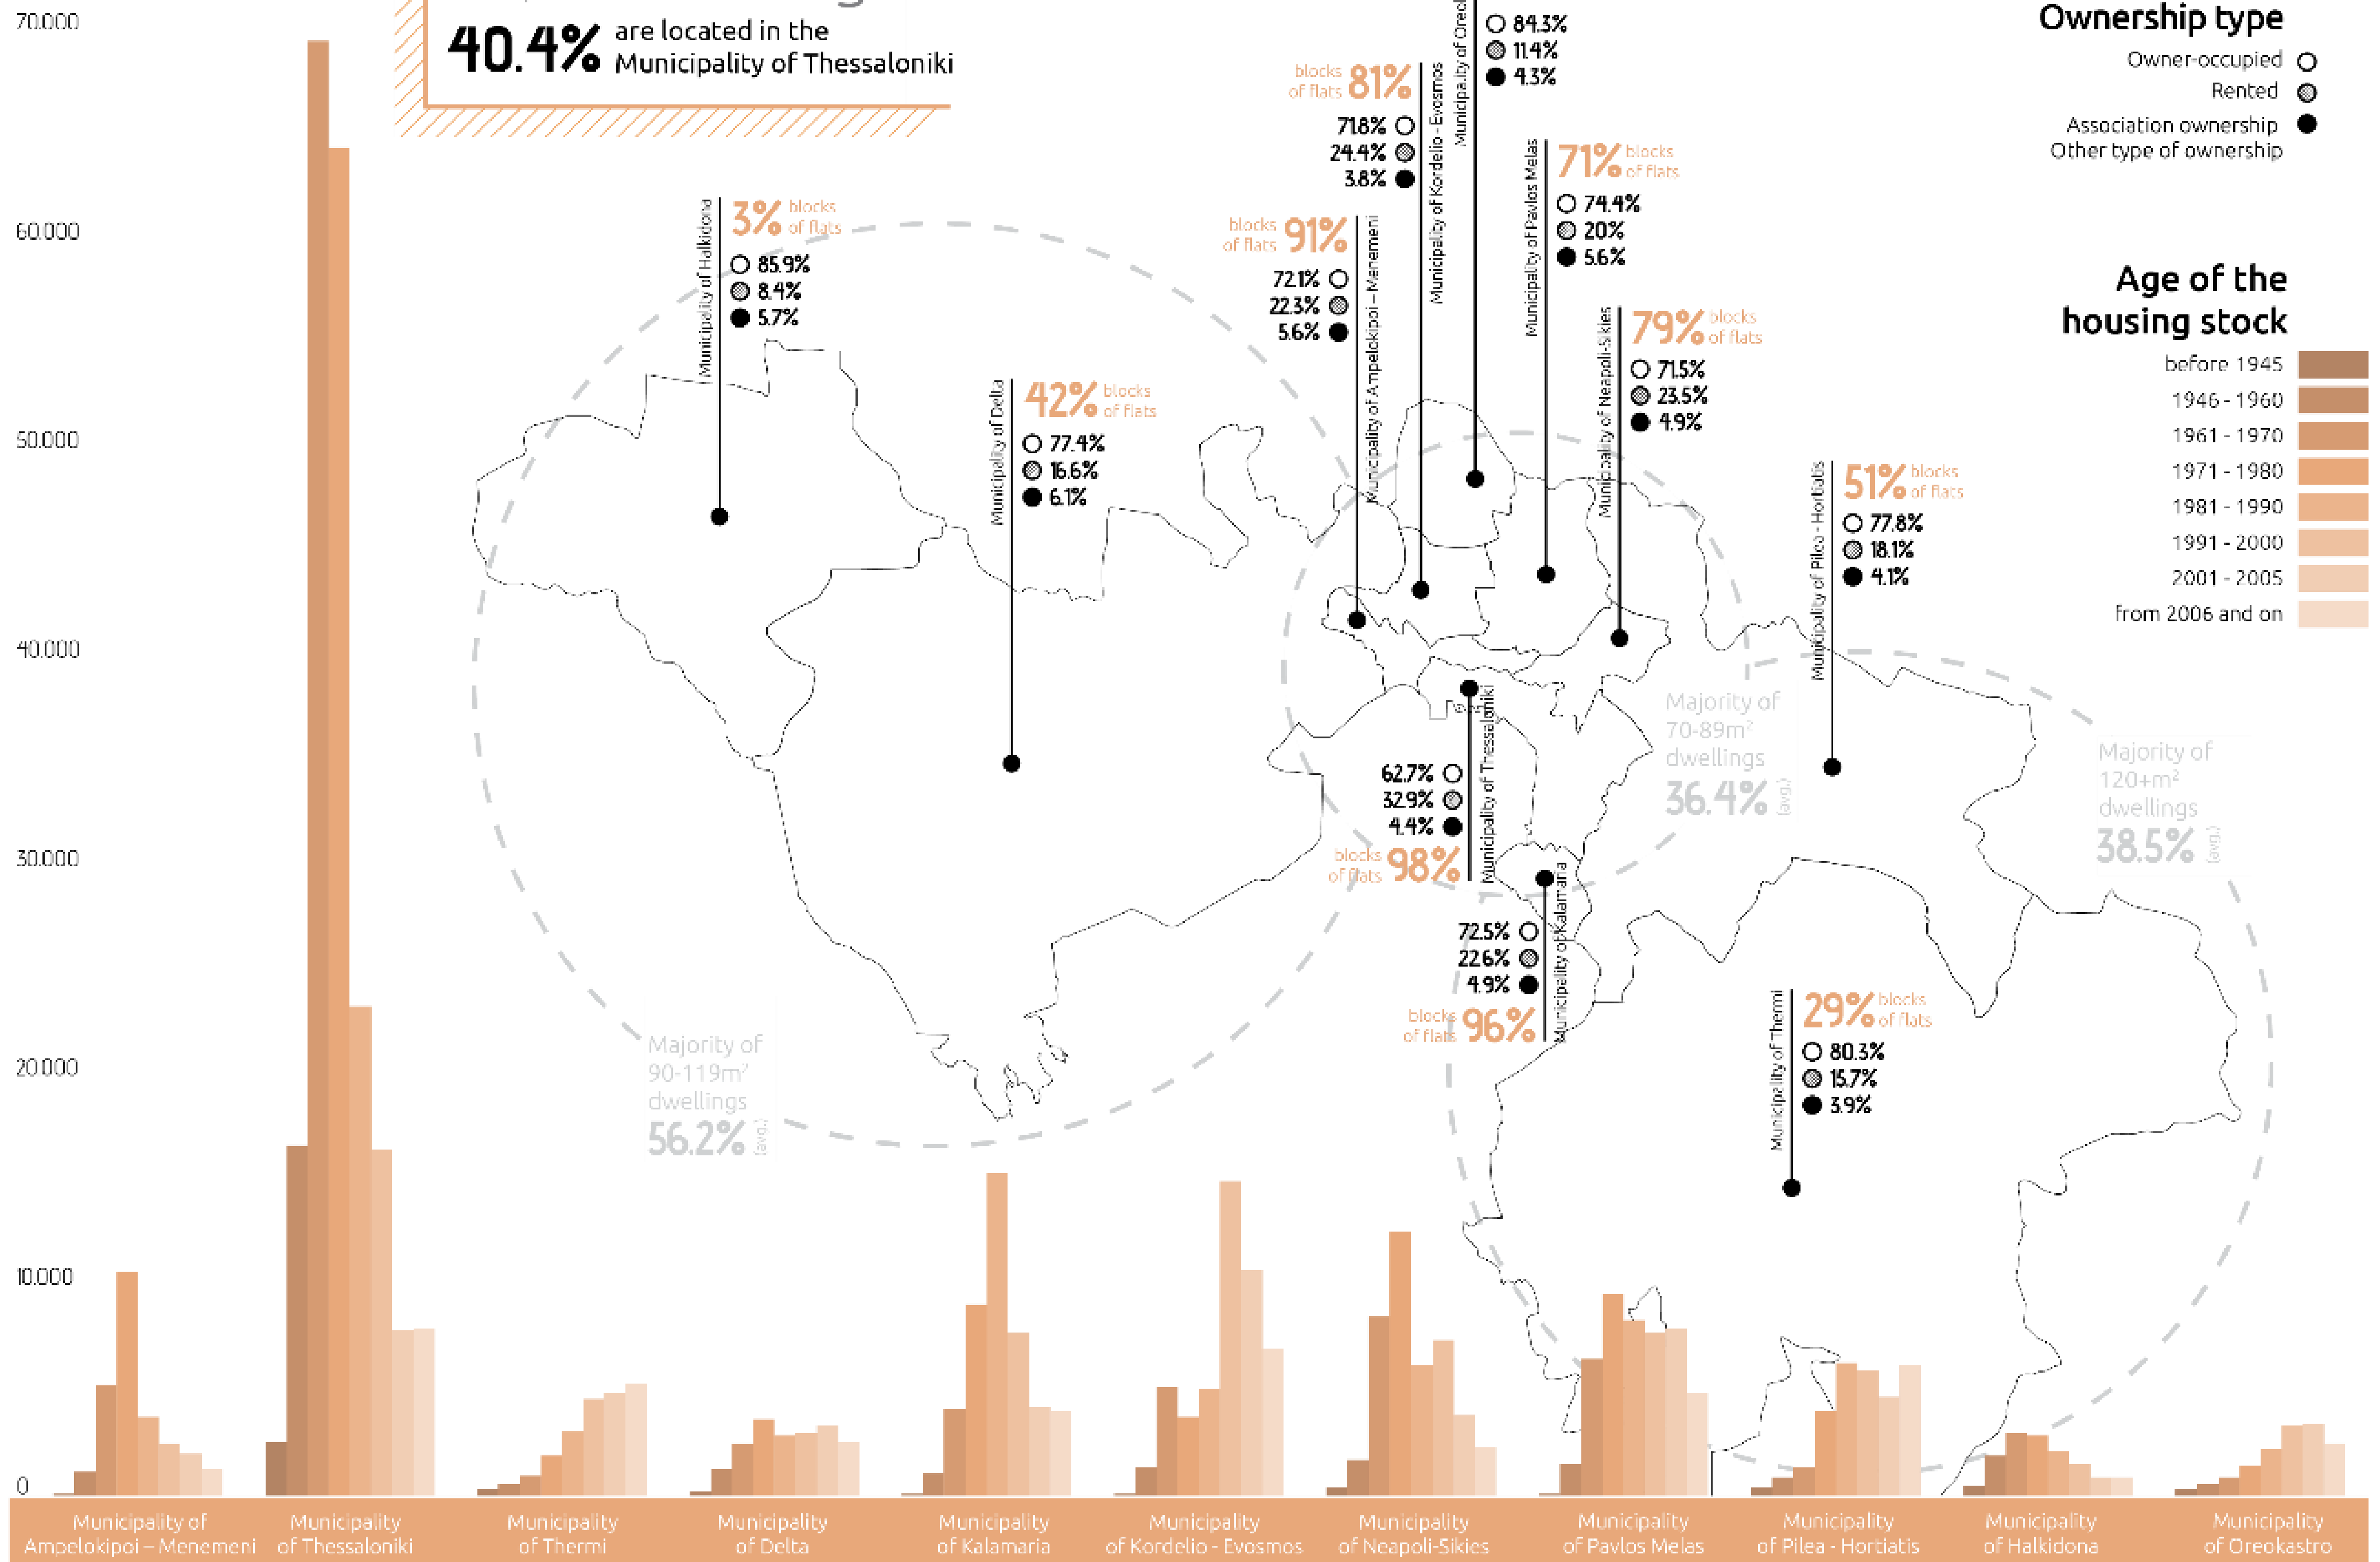 40.4% are located in the
Municipality of Thessaloniki
70.000
60.000
50.000
40.000
30.000
20.000
10.000
0
Ownership type
Owner-occupied
Rented
Association ownership
Other type of ownership
Age of the
housing stock
before 1945
1946 - 1960
1961 - 1970
1971 - 1980
1981 - 1990
1991 - 2000
2001 - 2005
from 2006 and on
Municipality of Halkidona
3% blocks
of flats
85.9%
8.4%
5.7%
Municipality of Delta
42% blocks
of flats
77.4%
16.6%
6.1%
Municipality of Ampelokipoi – Menemeni
blocks
of flats 91%
72.1%
22.3%
5.6%
Municipality of Kordelio - Evosmos
blocks
of flats 81%
71.8%
24.4%
3.8%
Municipality of
84.3%
11.4%
4.3%
Municipality of Pavlos Melas
71% blocks
of flats
74.4%
20%
5.6%
Municipality of Neapoli-Sikies
79% blocks
of flats
71.5%
23.5%
4.9%
Municipality of Pilea - Hortiatis
51% blocks
of flats
77.8%
18.1%
4.1%
Municipality of Thessaloniki
62.7%
32.9%
4.4%
blocks
of flats 98%
Municipality of Kalamaria
72.5%
22.6%
4.9%
blocks
of flats 96%
Municipality of Thermi
29% blocks
of flats
80.3%
15.7%
3.9%
Majority of
70-89m²
dwellings
36.4% (avg.)
Majority of
120+m²
dwellings
38.5% (avg.)
Majority of
90-119m²
dwellings
56.2% (avg.)
Municipality of
Ampelokipoi – Menemeni
Municipality
of Thessaloniki
Municipality
of Thermi
Municipality
of Delta
Municipality
of Kalamaria
Municipality
of Kordelio - Evosmos
Municipality
of Neapoli-Sikies
Municipality
of Pavlos Melas
Municipality
of Pilea - Hortiatis
Municipality
of Halkidona
Municipality
of Oreokastro